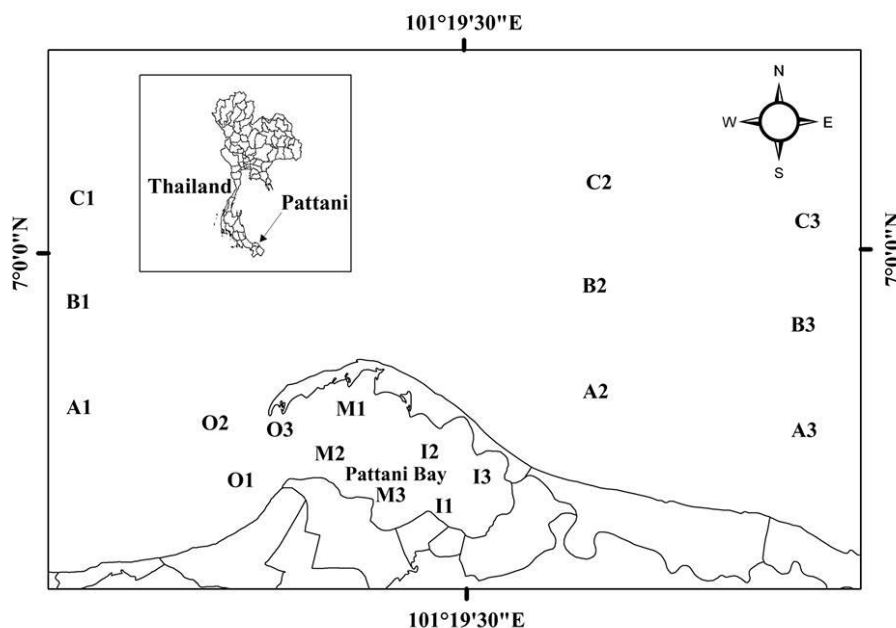 101°19'30"E
N
W
E
S
C1
Thailand
Pattani
C2
C3
7°0'0"N
7°0'0"N
B1
B2
B3
A1
O2
O3
M1
A2
A3
M2
I2
Pattani Bay
O1
M3
I3
I1
101°19'30"E